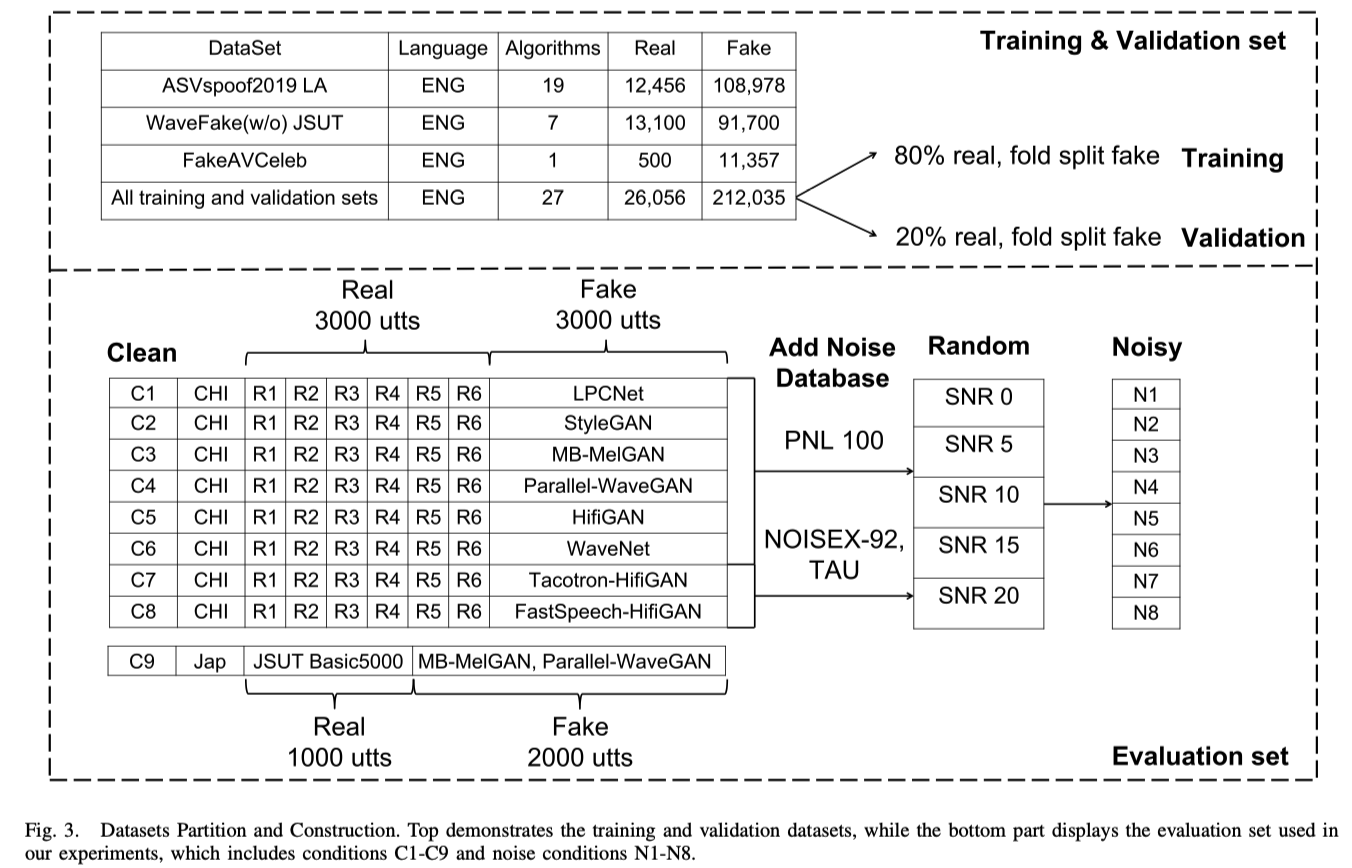 Training & Validation set
DataSet Language Algorithms Real Fake
ASVspoof2019 LA ENG 19 12,456 108,978
WaveFake(w/o) JSUT ENG 7 13,100 91,700
FakeAVCeleb ENG 1 500 11,357
All training and validation sets ENG 27 26,056 212,035
80% real, fold split fake Training
20% real, fold split fake Validation
Real
3000 utts
Fake
3000 utts
Clean
C1 CHI R1 R2 R3 R4 R5 R6 LPCNet
C2 CHI R1 R2 R3 R4 R5 R6 StyleGAN
C3 CHI R1 R2 R3 R4 R5 R6 MB-MelGAN
C4 CHI R1 R2 R3 R4 R5 R6 Parallel-WaveGAN
C5 CHI R1 R2 R3 R4 R5 R6 HifiGAN
C6 CHI R1 R2 R3 R4 R5 R6 WaveNet
C7 CHI R1 R2 R3 R4 R5 R6 Tacotron-HifiGAN
C8 CHI R1 R2 R3 R4 R5 R6 FastSpeech-HifiGAN
C9 Jap JSUT Basic5000 MB-MelGAN, Parallel-WaveGAN
Real
1000 utts
Fake
2000 utts
Add Noise
Database
PNL 100
NOISEX-92,
TAU
Random
SNR 0
SNR 5
SNR 10
SNR 15
SNR 20
Noisy
N1
N2
N3
N4
N5
N6
N7
N8
Evaluation set
Fig. 3. Datasets Partition and Construction. Top demonstrates the training and validation datasets, while the bottom part displays the evaluation set used in
our experiments, which includes conditions C1-C9 and noise conditions N1-N8.